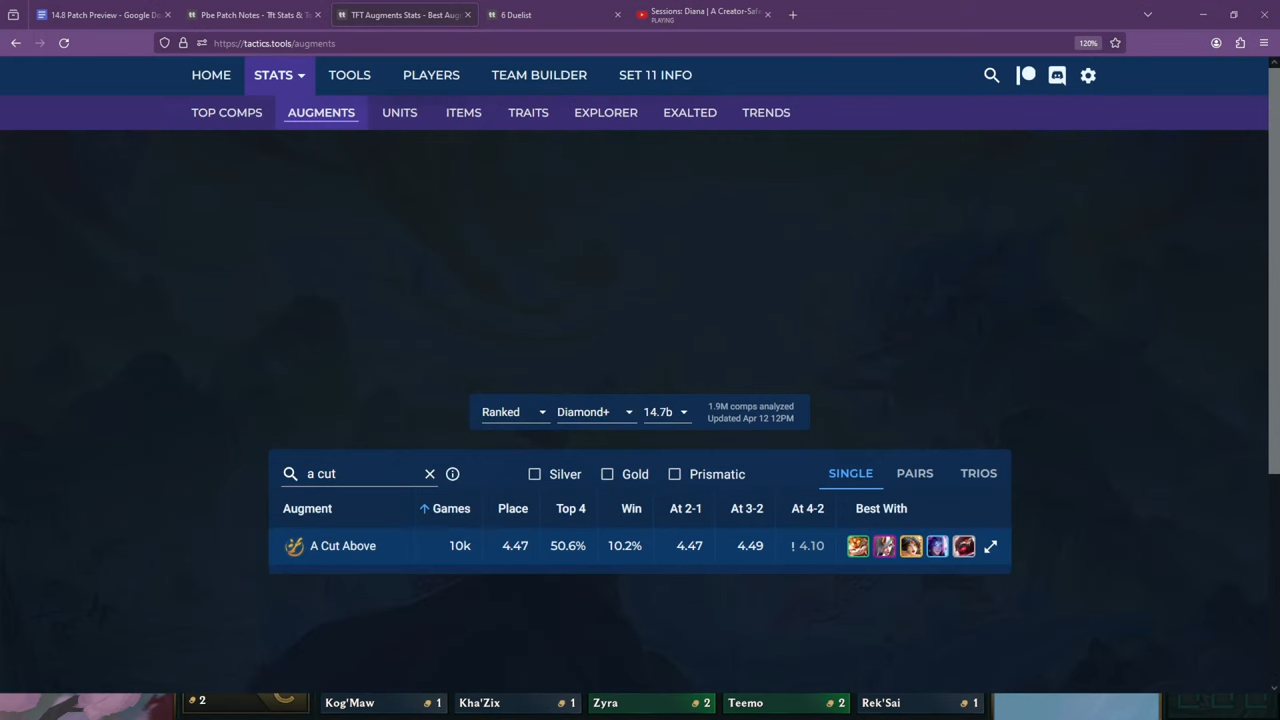 14.8 Patch Preview - Google Do
Pbe Patch Notes - Tft Stats & T
TFT Augments Stats - Best Aug
6 Duelist
Sessions: Diana | A Creator-Safe
PLAYING
https://tactics.tools/augments
120%
HOME STATS TOOLS PLAYERS TEAM BUILDER SET 11 INFO
TOP COMPS AUGMENTS UNITS ITEMS TRAITS EXPLORER EXALTED TRENDS
Ranked Diamond+ 14.7b
1.9M comps analyzed
Updated Apr 12 12PM
a cut Silver Gold Prismatic SINGLE PAIRS TRIOS
Augment Games Place Top 4 Win At 2-1 At 3-2 At 4-2 Best With
A Cut Above 10k 4.47 50.6% 10.2% 4.47 4.49 ! 4.10
2 Kog'Maw 1 Kha'Zix 1 Zyra 2 Teemo 2 Rek'Sai 1